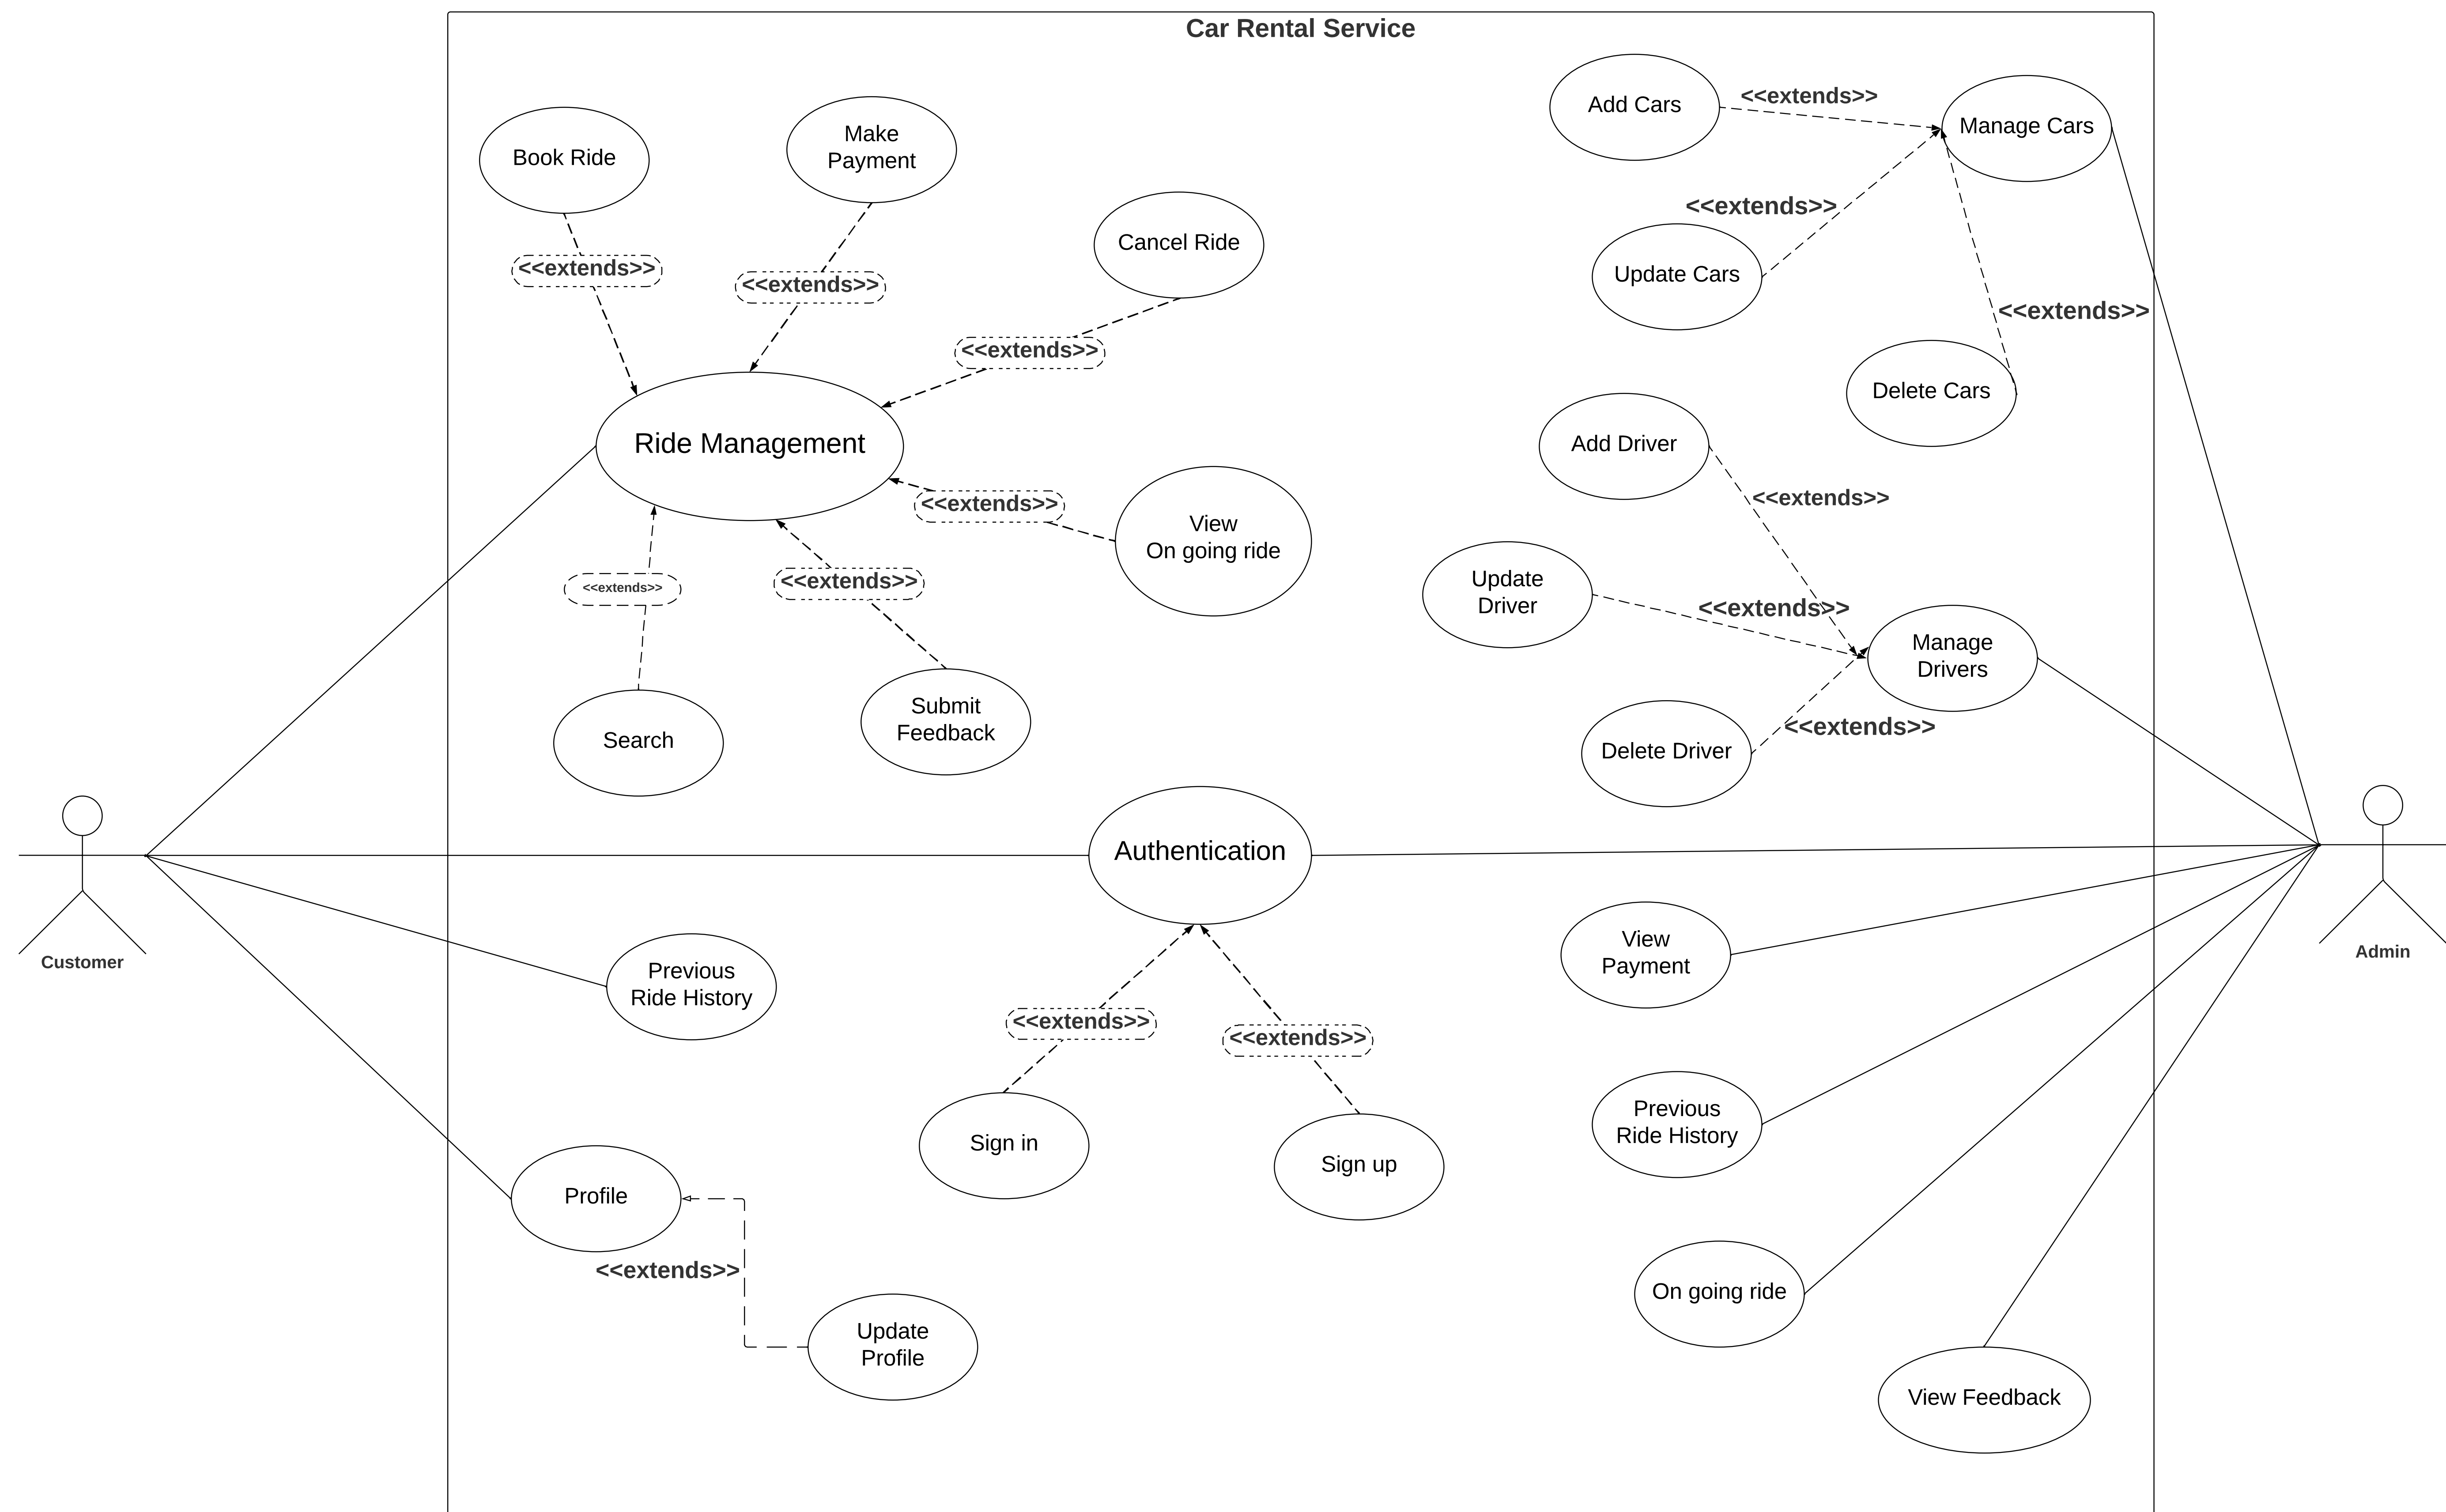 Car Rental Service
Add Cars
<<extends>>
Manage Cars
Book Ride
Make
Payment
<<extends>>
Cancel Ride
Update Cars
<<extends>>
<<extends>>
<<extends>>
<<extends>>
Delete Cars
Ride Management
Add Driver
<<extends>>
<<extends>>
View
On going ride
Update
Driver
<<extends>>
<<extends>>
<<extends>>
Manage
Drivers
Search
Submit
Feedback
Delete Driver
<<extends>>
Authentication
Customer
Admin
View
Payment
Previous
Ride History
<<extends>>
<<extends>>
Sign in
Sign up
Previous
Ride History
Profile
<<extends>>
Update
Profile
On going ride
View Feedback